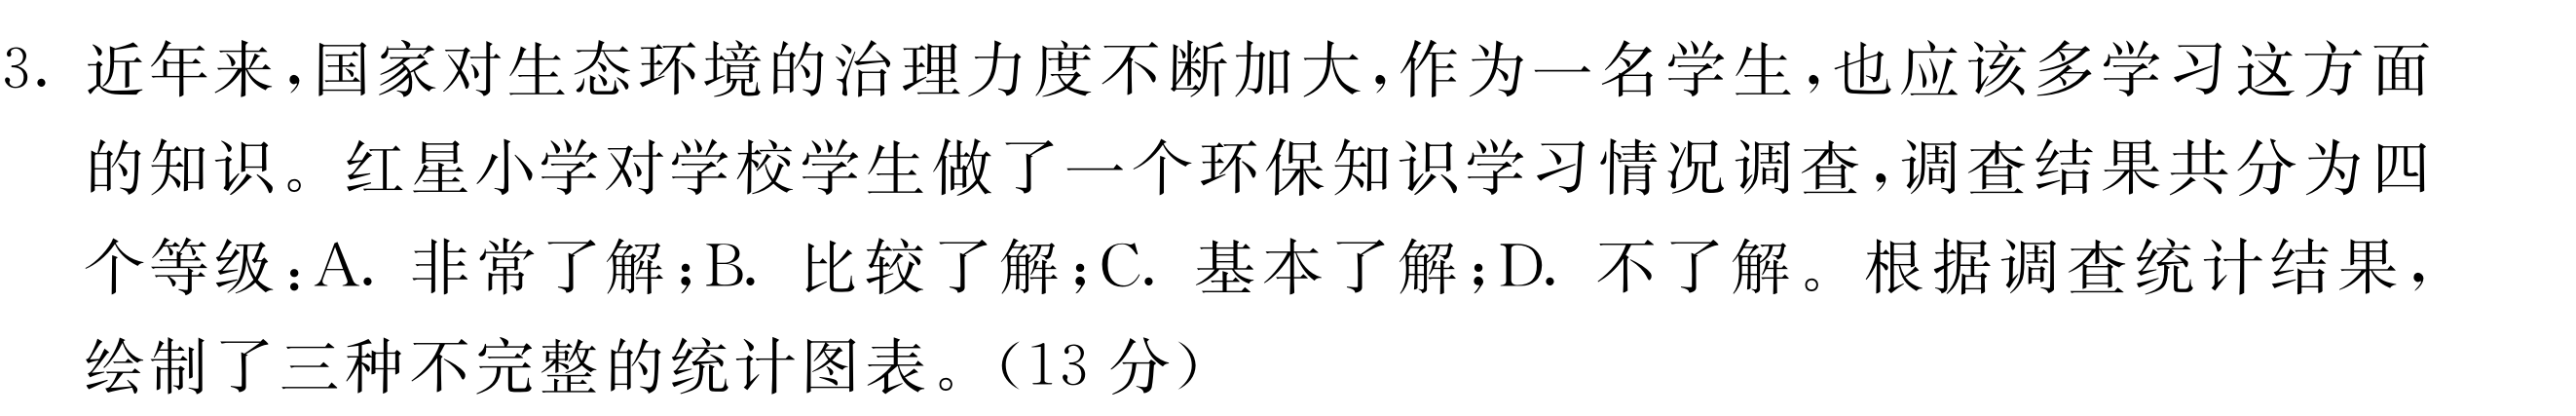 3. 近年来,国家对生态环境的治理力度不断加大,作为一名学生,也应该多学习这方面
的知识。红星小学对学校学生做了一个环保知识学习情况调查,调查结果共分为四
个等级:A. 非常了解;B. 比较了解;C. 基本了解;D. 不了解。根据调查统计结果,
绘制了三种不完整的统计图表。(13 分)